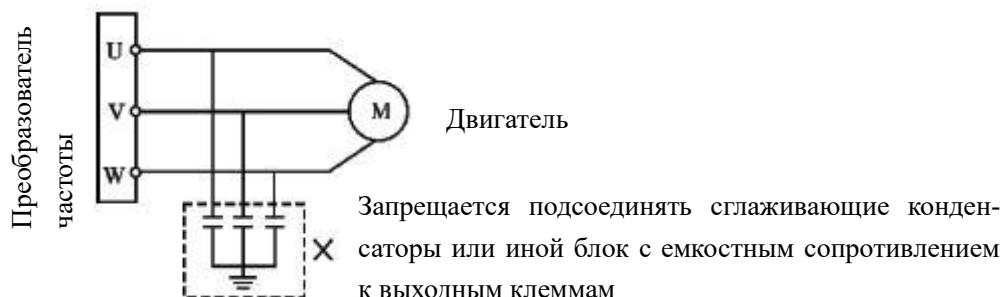 Преобразователь
частоты
U
V
W
M
Двигатель
Запрещается подсоединять сглаживающие конден-
саторы или иной блок с емкостным сопротивлением
к выходным клеммам